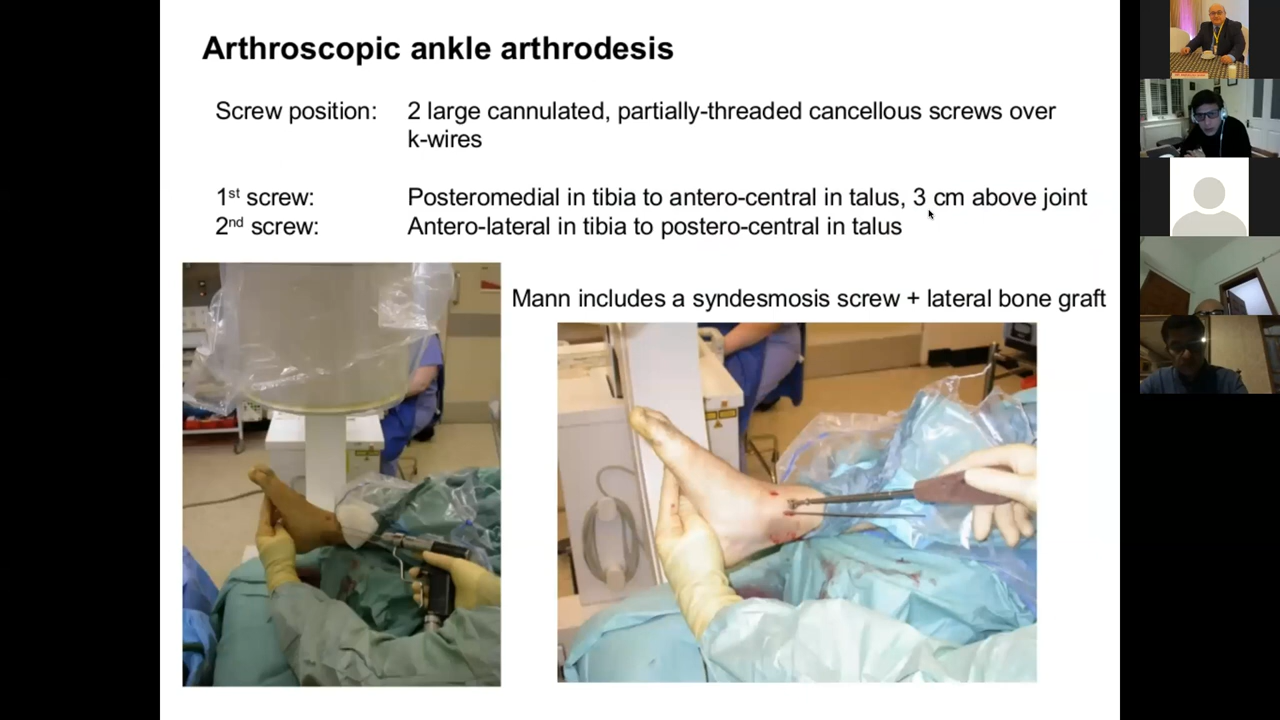 Arthroscopic ankle arthrodesis
Screw position: 2 large cannulated, partially-threaded cancellous screws over
k-wires
1st screw: Posteromedial in tibia to antero-central in talus, 3 cm above joint
2nd screw: Antero-lateral in tibia to postero-central in talus
Mann includes a syndesmosis screw + lateral bone graft